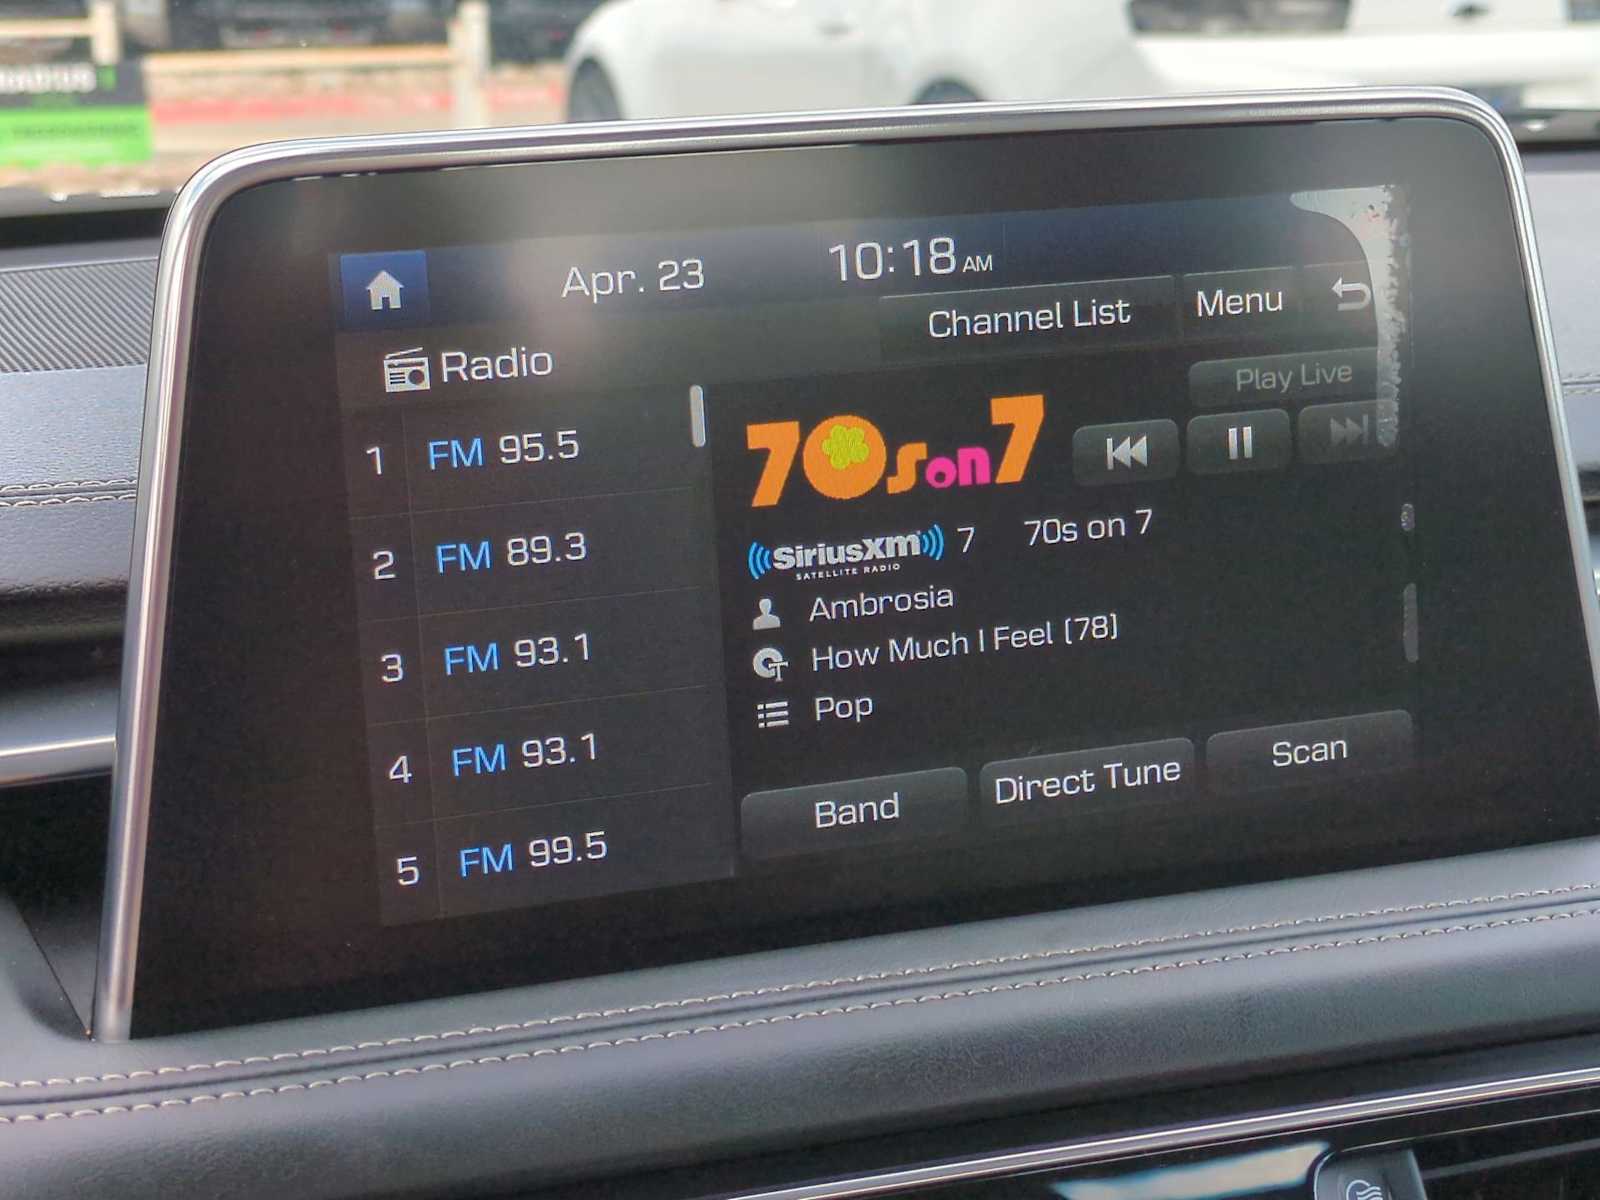 RADIUS
Apr. 23
10:18 AM
Channel List
Menu
Radio
Play Live
1 FM 95.5
2 FM 89.3
3 FM 93.1
4 FM 93.1
5 FM 99.5
70s on 7
SiriusXM 7 70s on 7
SATELLITE RADIO
Ambrosia
How Much I Feel (78)
Pop
Band
Direct Tune
Scan